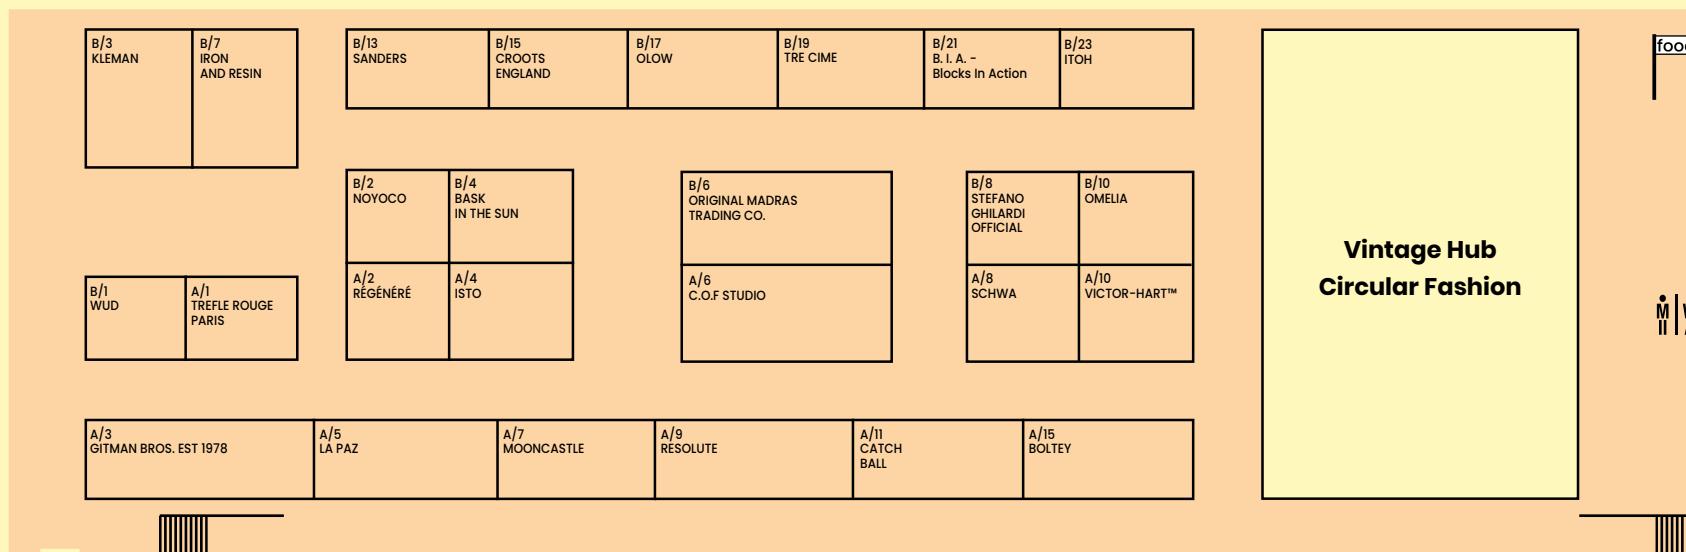 B/3
KLEMAN
B/7
IRON
AND RESIN
B/13
SANDERS
B/15
CROOTS
ENGLAND
B/17
OLOW
B/19
TRE CIME
B/21
B. I. A. -
Blocks In Action
B/23
ITOH
B/2
NOYOCO
B/4
BASK
IN THE SUN
A/2
RÉGÉNÉRÉ
A/4
ISTO
B/6
ORIGINAL MADRAS
TRADING CO.
A/6
C.O.F STUDIO
B/8
STEFANO
GHILARDI
OFFICIAL
B/10
OMELIA
A/8
SCHWA
A/10
VICTOR-HART™
B/1
WUD
A/1
TREFLE ROUGE
PARIS
A/3
GITMAN BROS. EST 1978
A/5
LA PAZ
A/7
MOONCASTLE
A/9
RESOLUTE
A/11
CATCH
BALL
A/15
BOLTEY
Vintage Hub
Circular Fashion